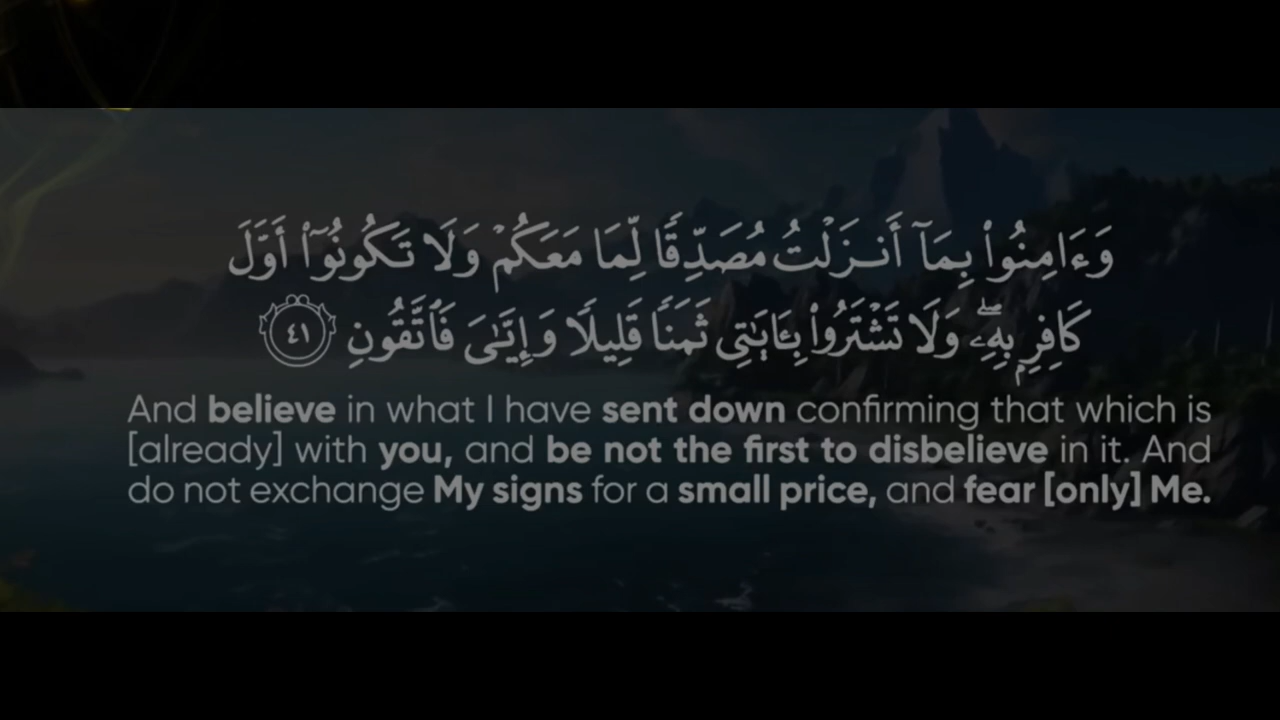 وَءَامِنُوا۟ بِمَآ أَنزَلْتُ مُصَدِّقًا لِّمَا مَعَكُمْ وَلَا تَكُونُوٓا۟ أَوَّلَ
كَافِرٍۭ بِهِۦۖ وَلَا تَشْتَرُوا۟ بِـَٔايَـٰتِى ثَمَنًا قَلِيلًا وَإِيَّـٰىَ فَٱتَّقُونِ ٤١
And believe in what I have sent down confirming that which is
[already] with you, and be not the first to disbelieve in it. And
do not exchange My signs for a small price, and fear [only] Me.